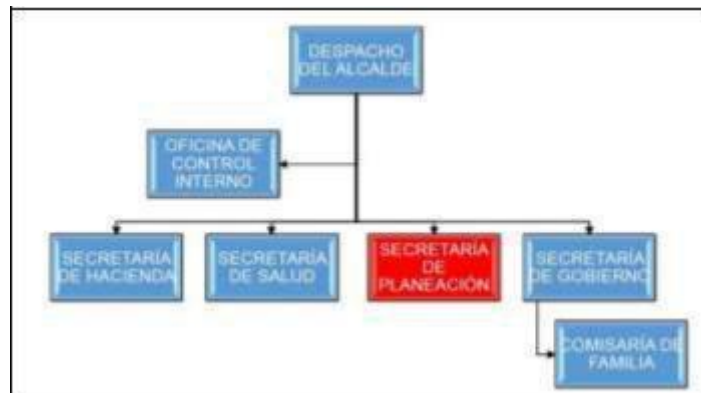 DESPACHO
DEL ALCALDE
OFICINA DE
CONTROL
INTERNO
SECRETARÍA
DE HACIENDA
SECRETARÍA
DE SALUD
SECRETARÍA
DE
PLANEACIÓN
SECRETARÍA
DE GOBIERNO
COMISARÍA DE
FAMILIA